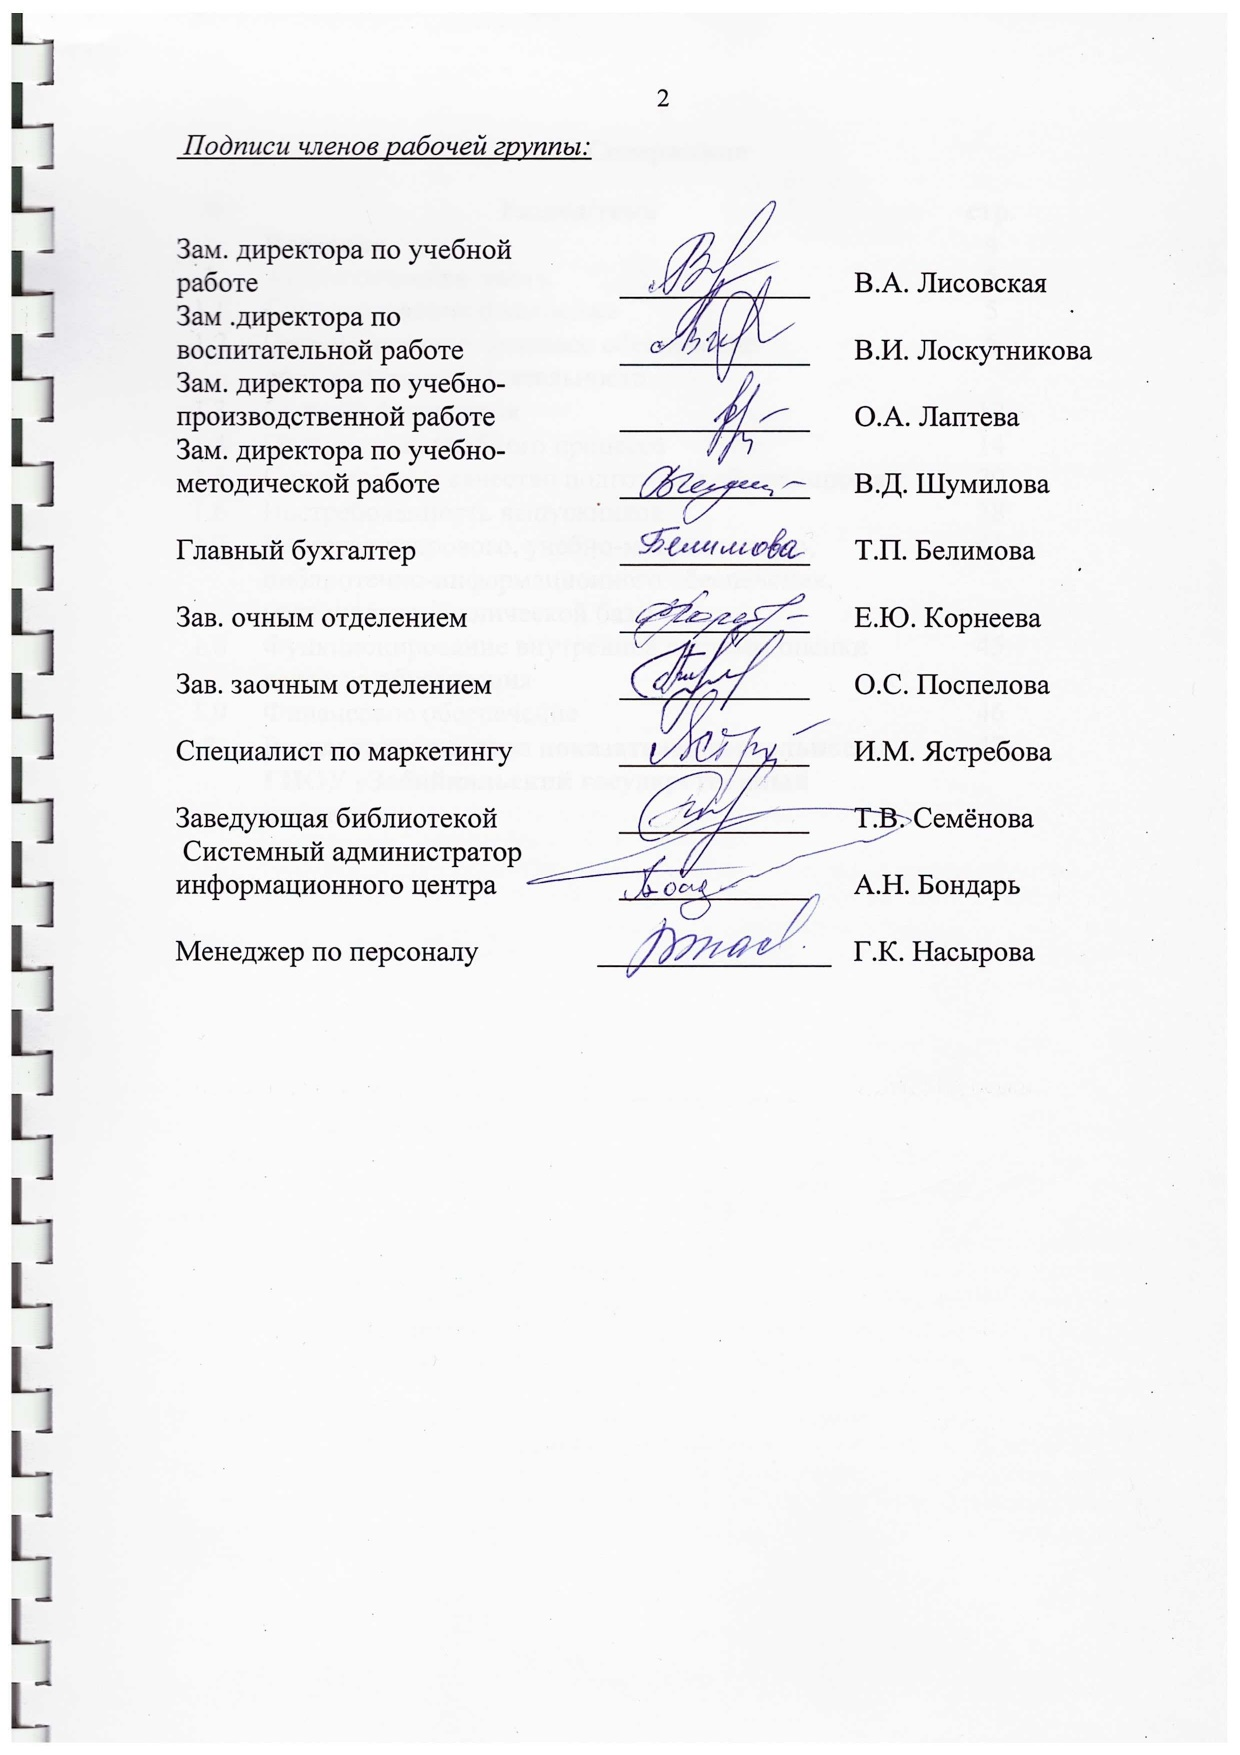 2
Подписи членов рабочей группы:
Зам. директора по учебной
работе В.А. Лисовская
Зам .директора по
воспитательной работе В.И. Лоскутникова
Зам. директора по учебно-
производственной работе О.А. Лаптева
Зам. директора по учебно-
методической работе В.Д. Шумилова
Главный бухгалтер Белимова Т.П. Белимова
Зав. очным отделением Е.Ю. Корнеева
Зав. заочным отделением О.С. Поспелова
Специалист по маркетингу И.М. Ястребова
Заведующая библиотекой Т.В. Семёнова
Системный администратор
информационного центра А.Н. Бондарь
Менеджер по персоналу Г.К. Насырова